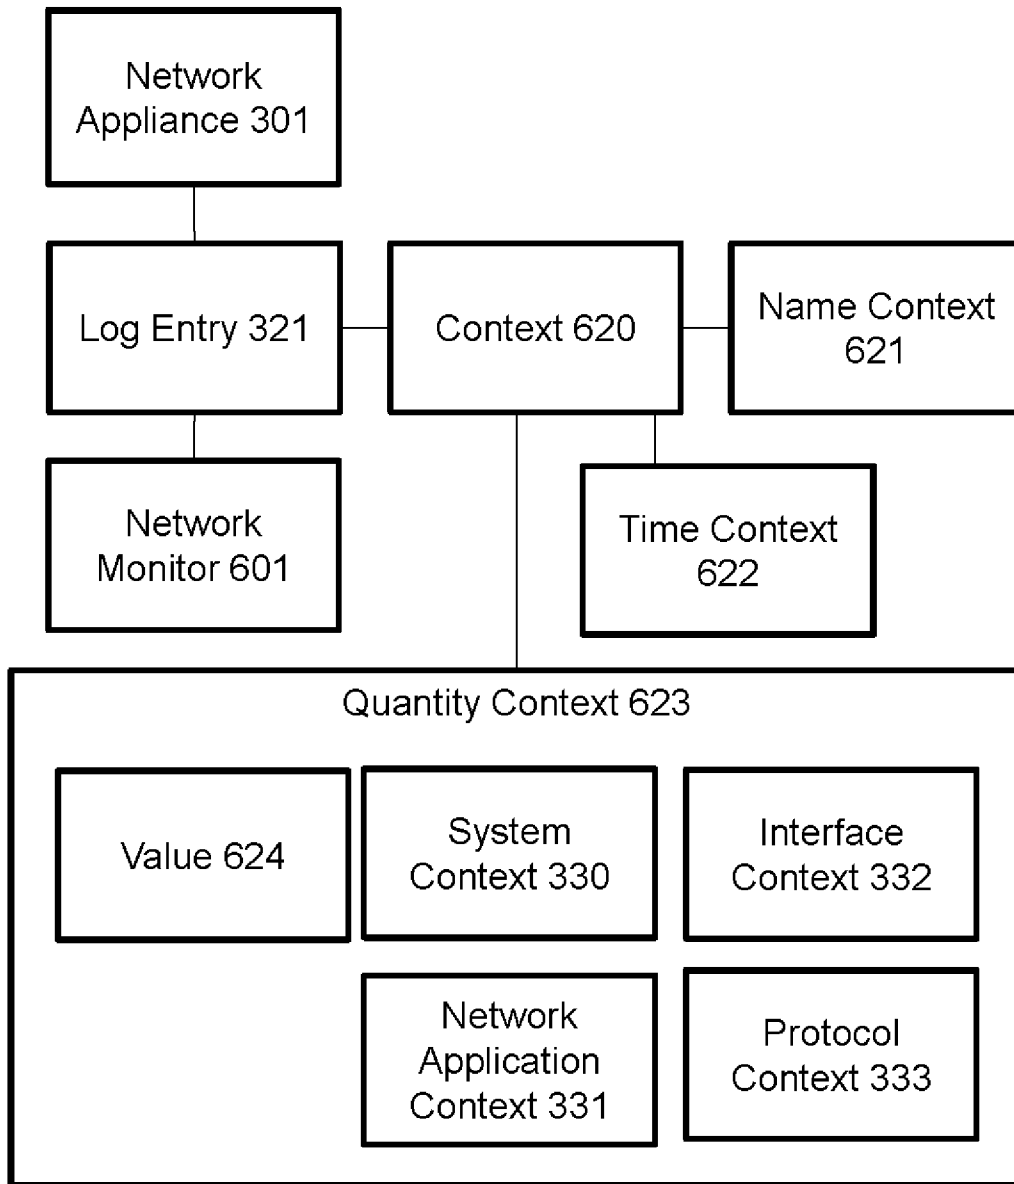 Network
Appliance 301
Log Entry 321
Context 620
Name Context
621
Network
Monitor 601
Time Context
622
Quantity Context 623
Value 624
System
Context 330
Interface
Context 332
Network
Application
Context 331
Protocol
Context 333